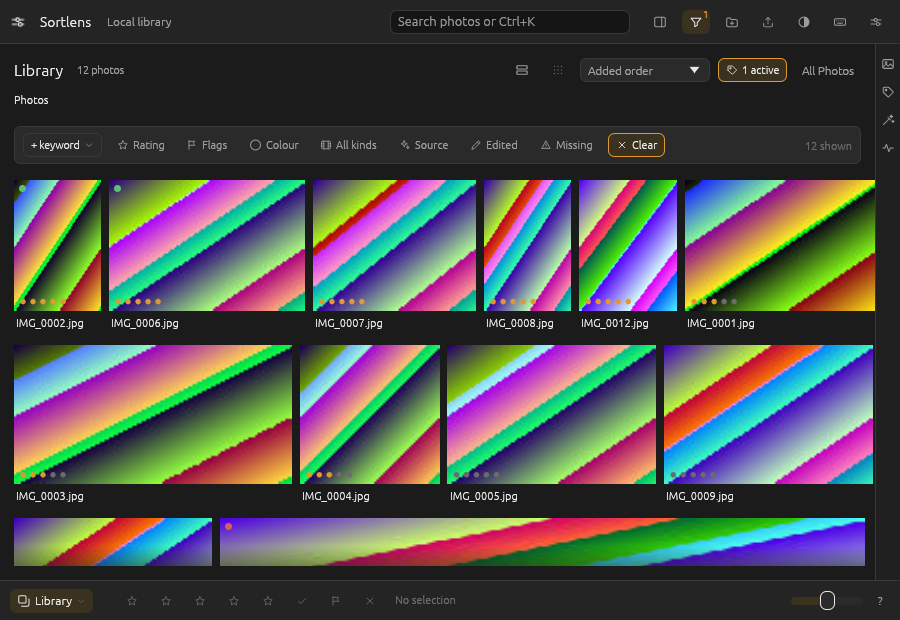 Sortlens Local library Search photos or Ctrl+K 1
Library 12 photos Added order 1 active All Photos
Photos
+ keyword Rating Flags Colour All kinds Source Edited Missing Clear 12 shown
IMG_0002.jpg IMG_0006.jpg IMG_0007.jpg IMG_0008.jpg IMG_0012.jpg IMG_0001.jpg
IMG_0003.jpg IMG_0004.jpg IMG_0005.jpg IMG_0009.jpg
Library No selection ?